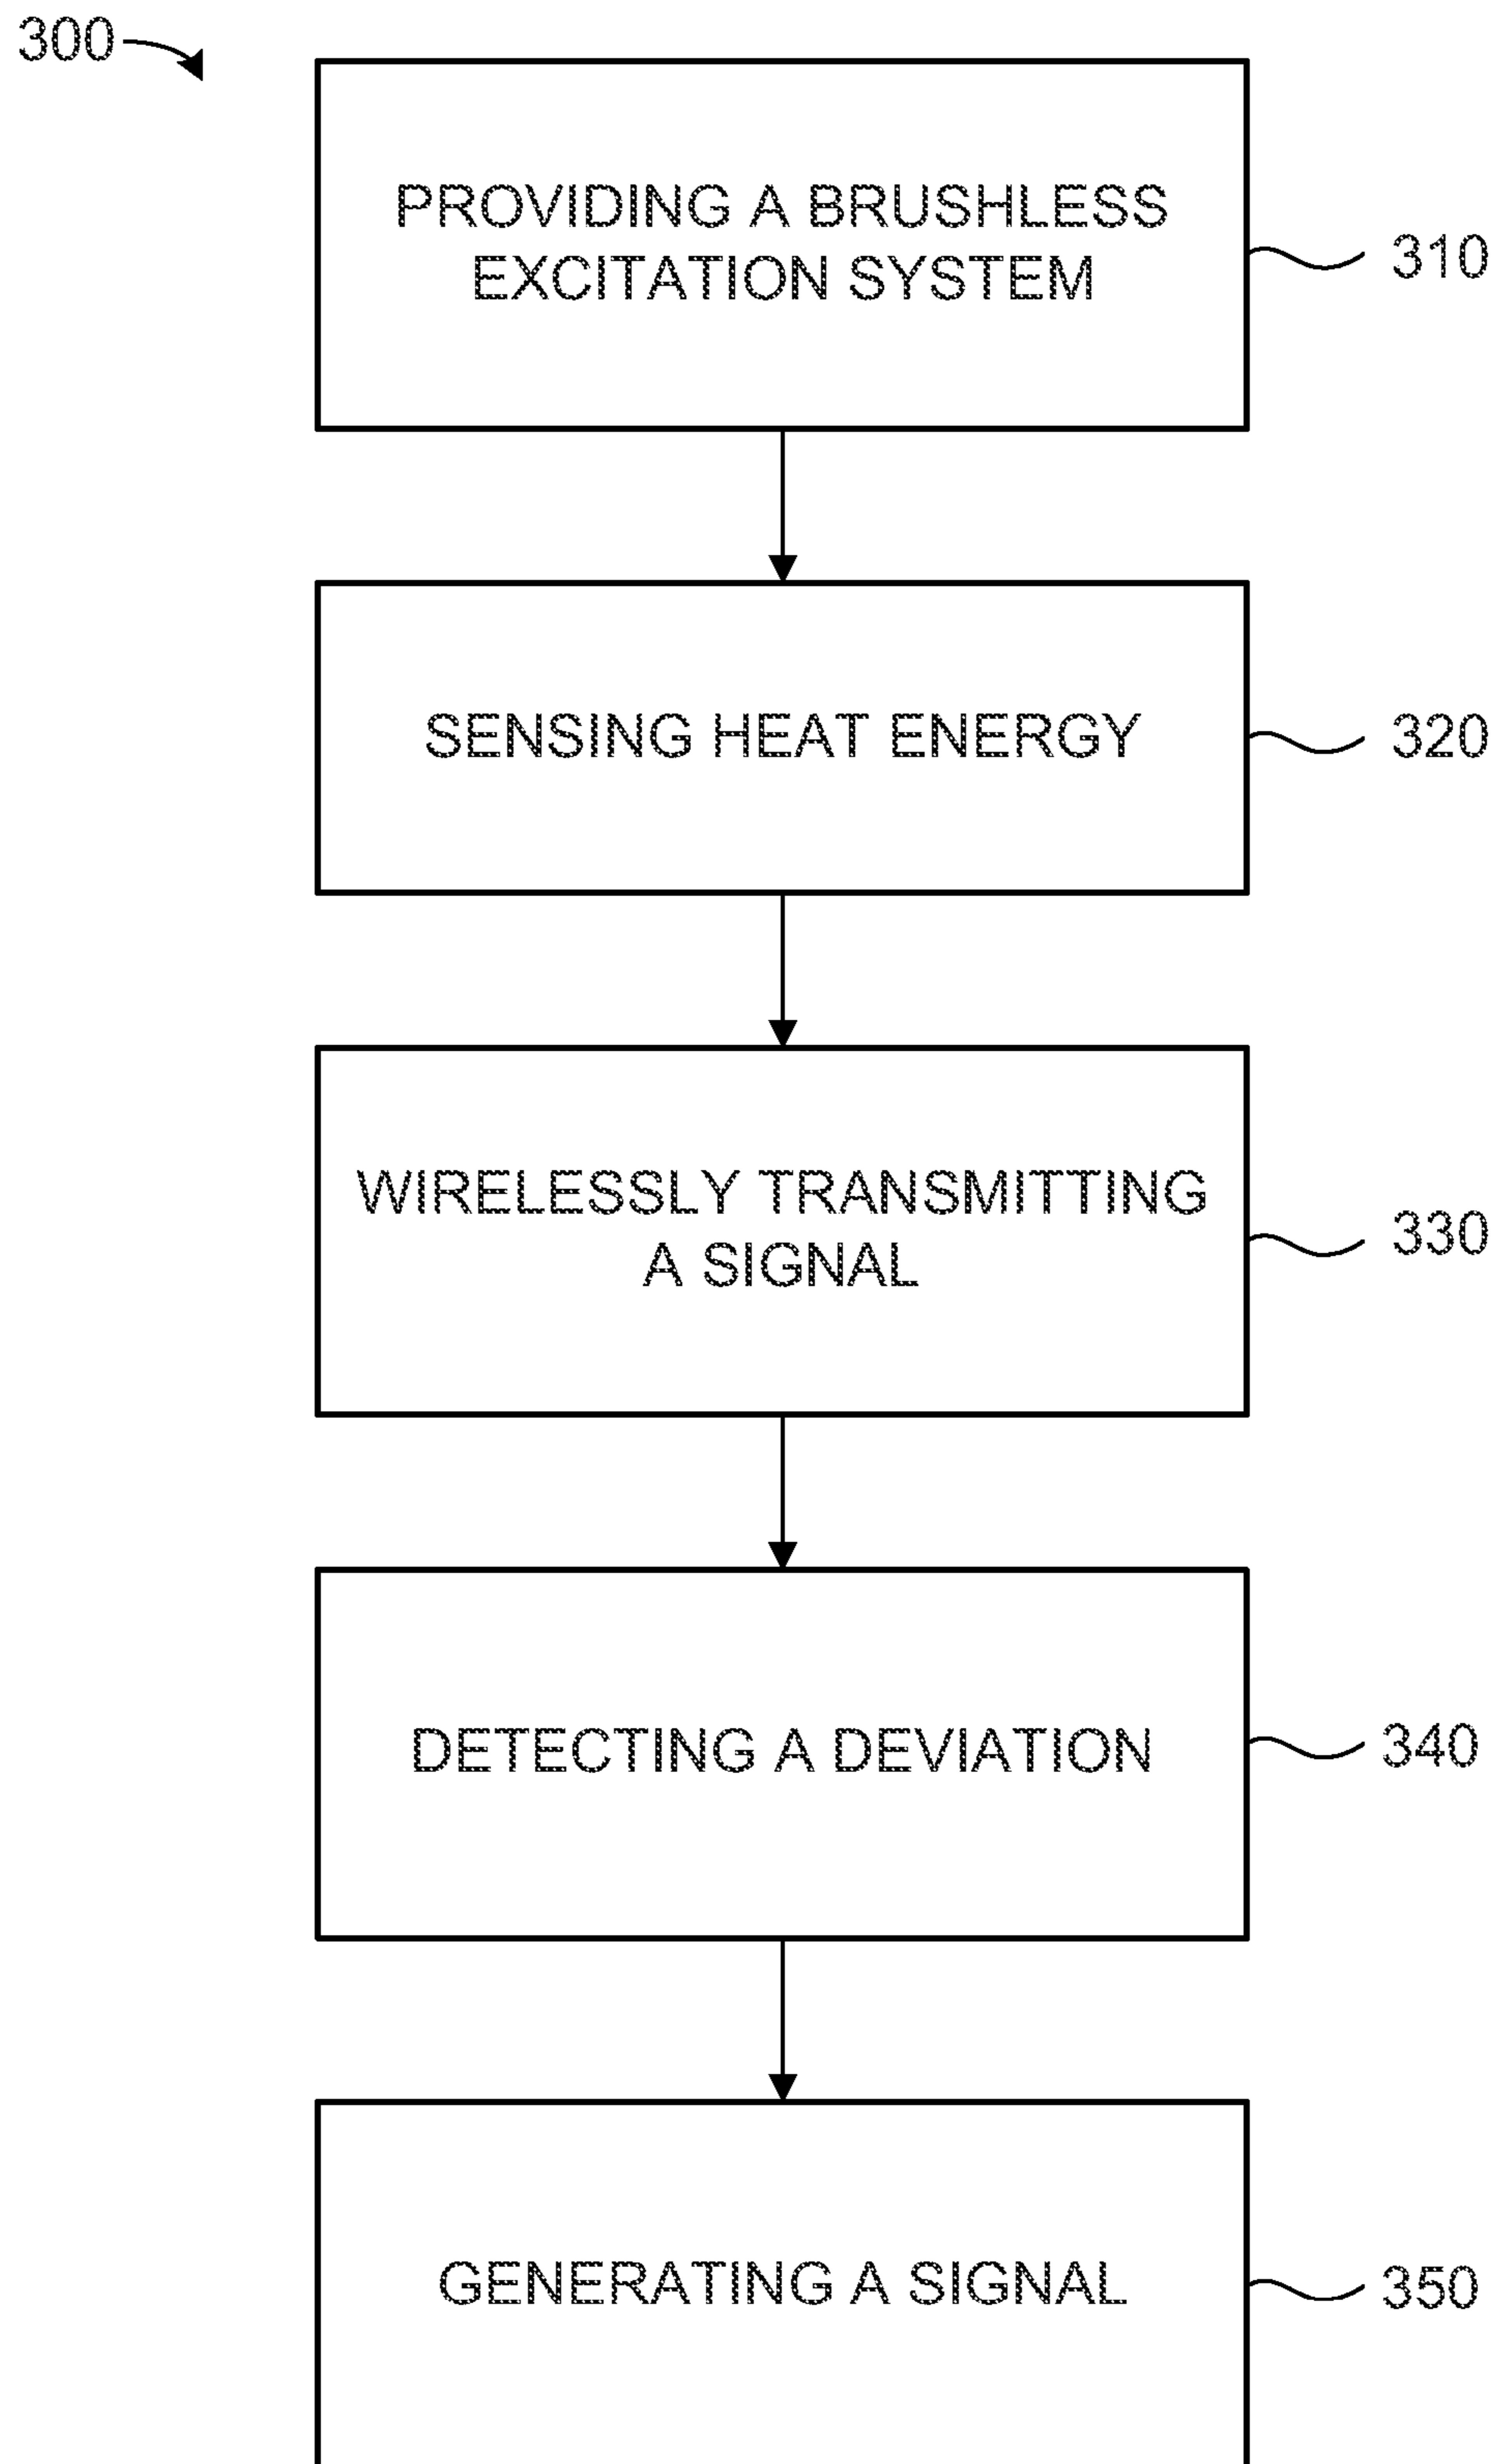 300
PROVIDING A BRUSHLESS
EXCITATION SYSTEM
310
SENSING HEAT ENERGY
320
WIRELESSLY TRANSMITTING
A SIGNAL
330
DETECTING A DEVIATION
340
GENERATING A SIGNAL
350